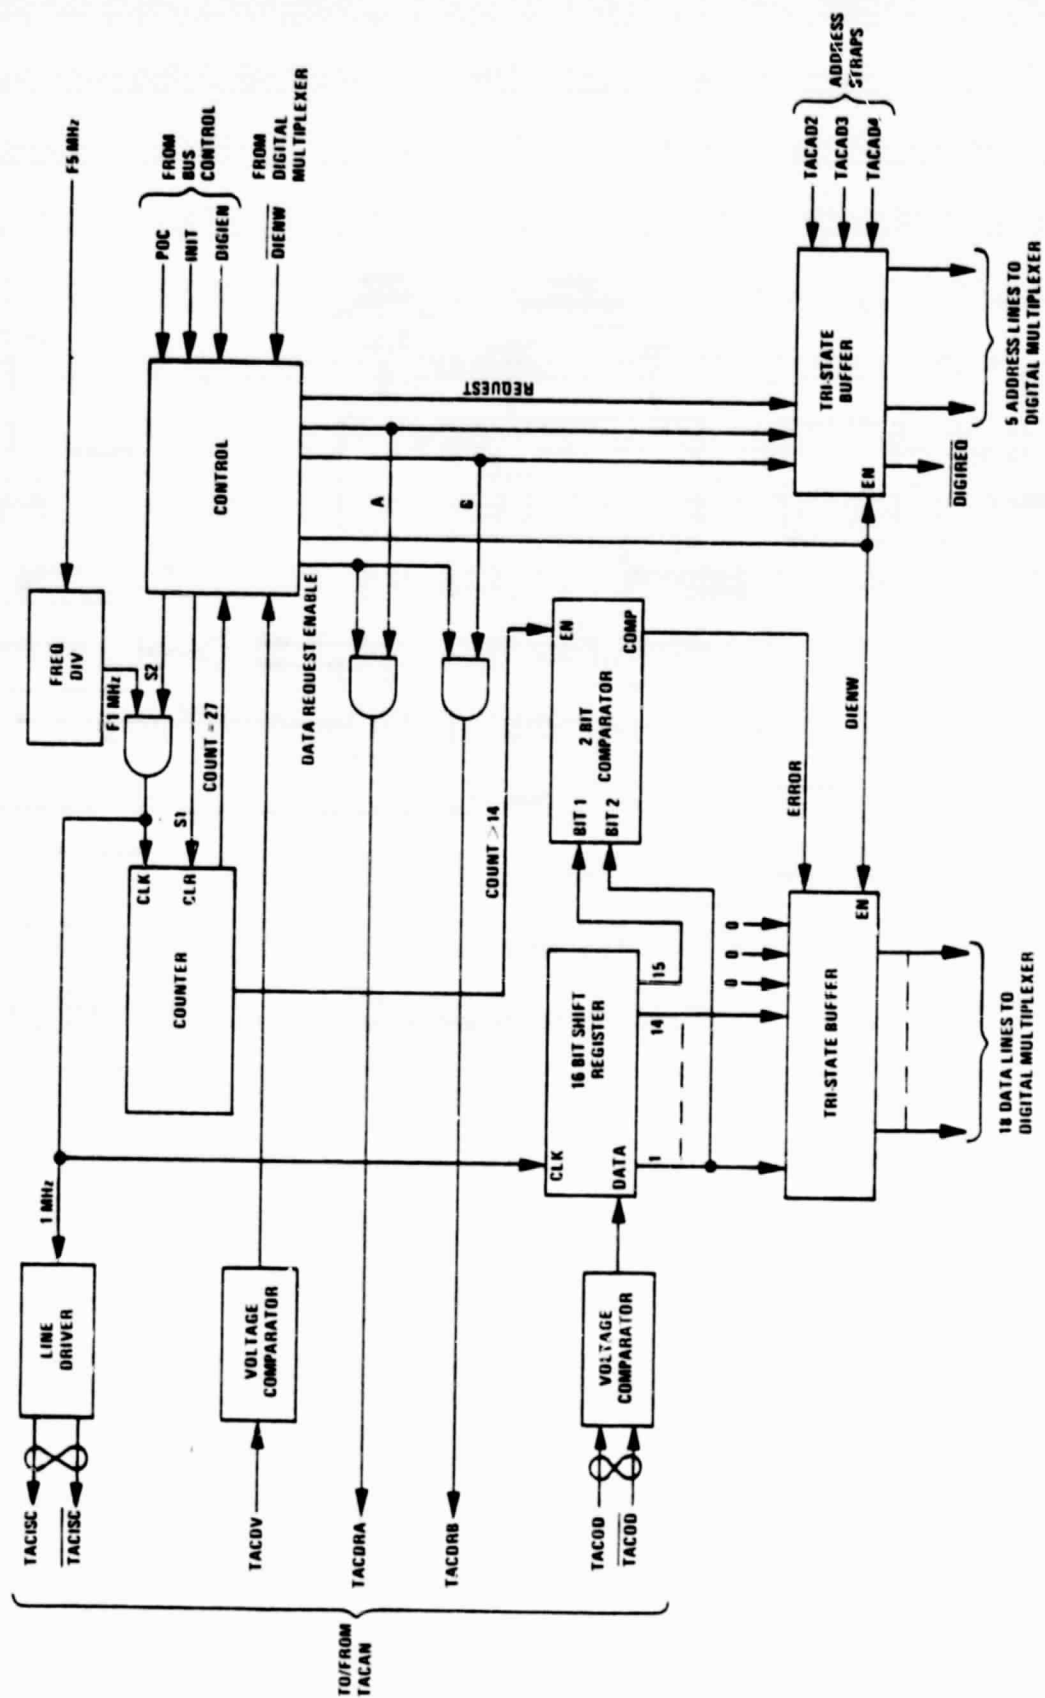 TACISC
TACISC
LINE
DRIVER
1 MHz
F5 MHz
FREQ
DIV
F1 MHz
S2
CLK
CLR
S1
COUNTER
COUNT = 27
CONTROL
POC
INIT
DIGIEN
FROM
BUS
CONTROL
DIENW
FROM
DIGITAL
MULTIPLEXER
TACDV
VOLTAGE
COMPARATOR
DATA REQUEST ENABLE
A
REQUEST
TACDRA
TACDRB
TO/FROM
TACAN
COUNT > 14
EN
2 BIT
COMPARATOR
COMP
BIT 1
BIT 2
TACOD
TACOD
VOLTAGE
COMPARATOR
CLK
DATA
16 BIT SHIFT
REGISTER
1
14
15
0
0
0
ERROR
DIENW
EN
TRI-STATE BUFFER
18 DATA LINES TO
DIGITAL MULTIPLEXER
EN
TRI-STATE
BUFFER
TACAD2
TACAD3
TACAD4
ADDRESS
STRAPS
DIGIREQ
5 ADDRESS LINES TO
DIGITAL MULTIPLEXER